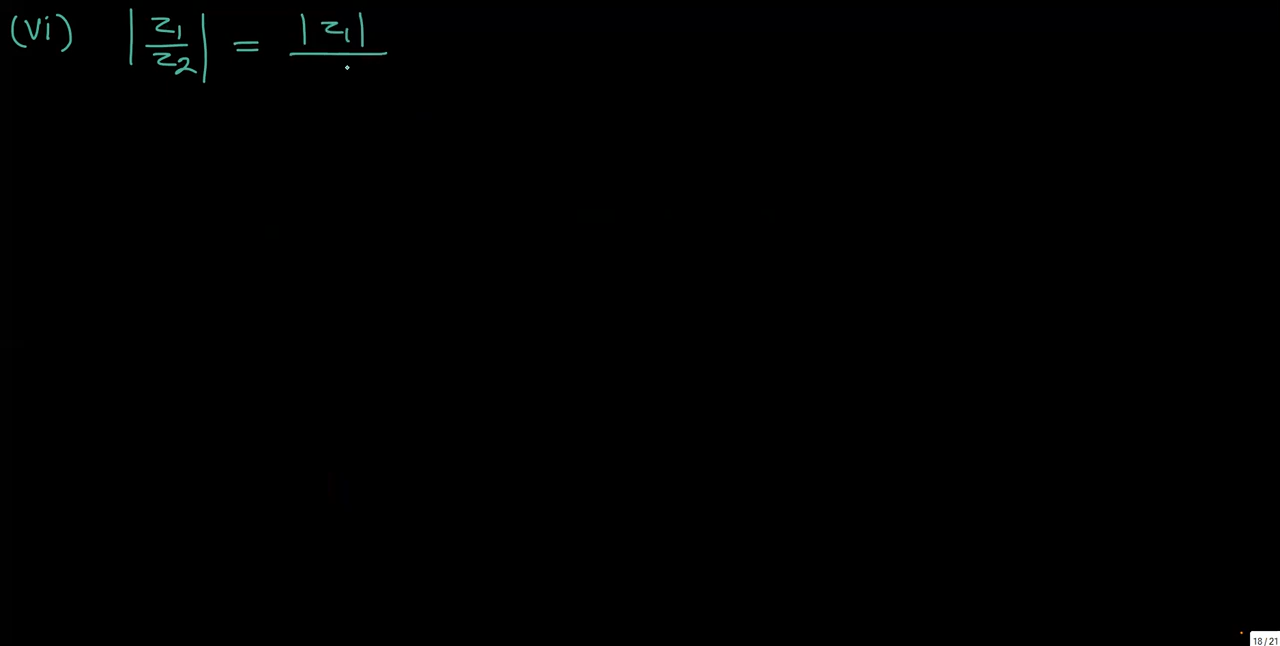 (vi) |z₁/z₂| = |z₁|/
18/21